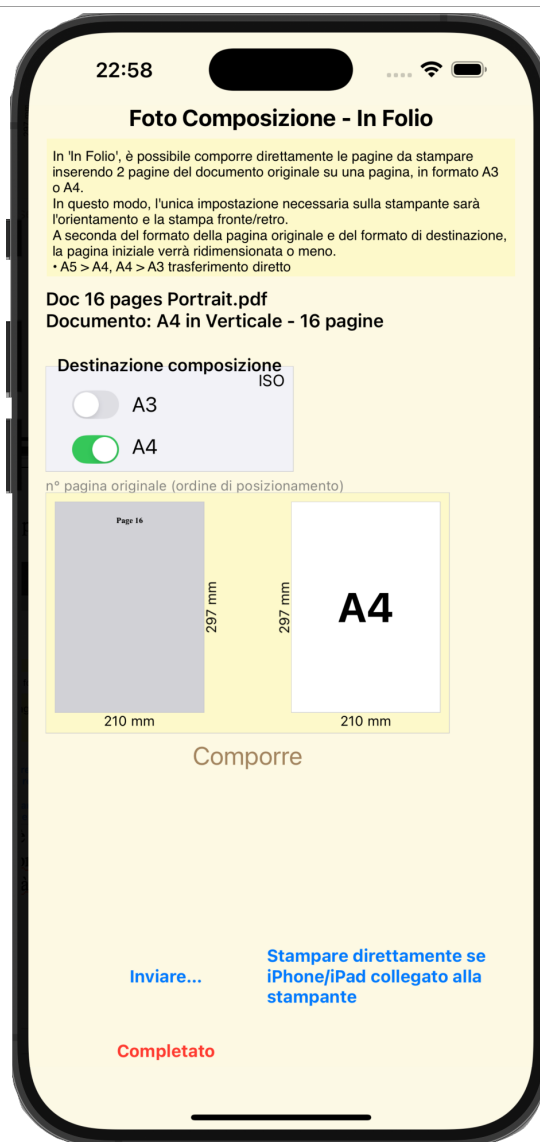 22:58
Foto Composizione - In Folio
In 'In Folio', è possibile comporre direttamente le pagine da stampare
inserendo 2 pagine del documento originale su una pagina, in formato A3
o A4.
In questo modo, l'unica impostazione necessaria sulla stampante sarà
l'orientamento e la stampa fronte/retro.
A seconda del formato della pagina originale e del formato di destinazione,
la pagina iniziale verrà ridimensionata o meno.
• A5 > A4, A4 > A3 trasferimento diretto
Doc 16 pages Portrait.pdf
Documento: A4 in Verticale - 16 pagine
Destinazione composizione
ISO
A3
A4
n° pagina originale (ordine di posizionamento)
Page 16
297 mm
297 mm
A4
210 mm
210 mm
Comporre
Inviare...
Stampare direttamente se
iPhone/iPad collegato alla
stampante
Completato